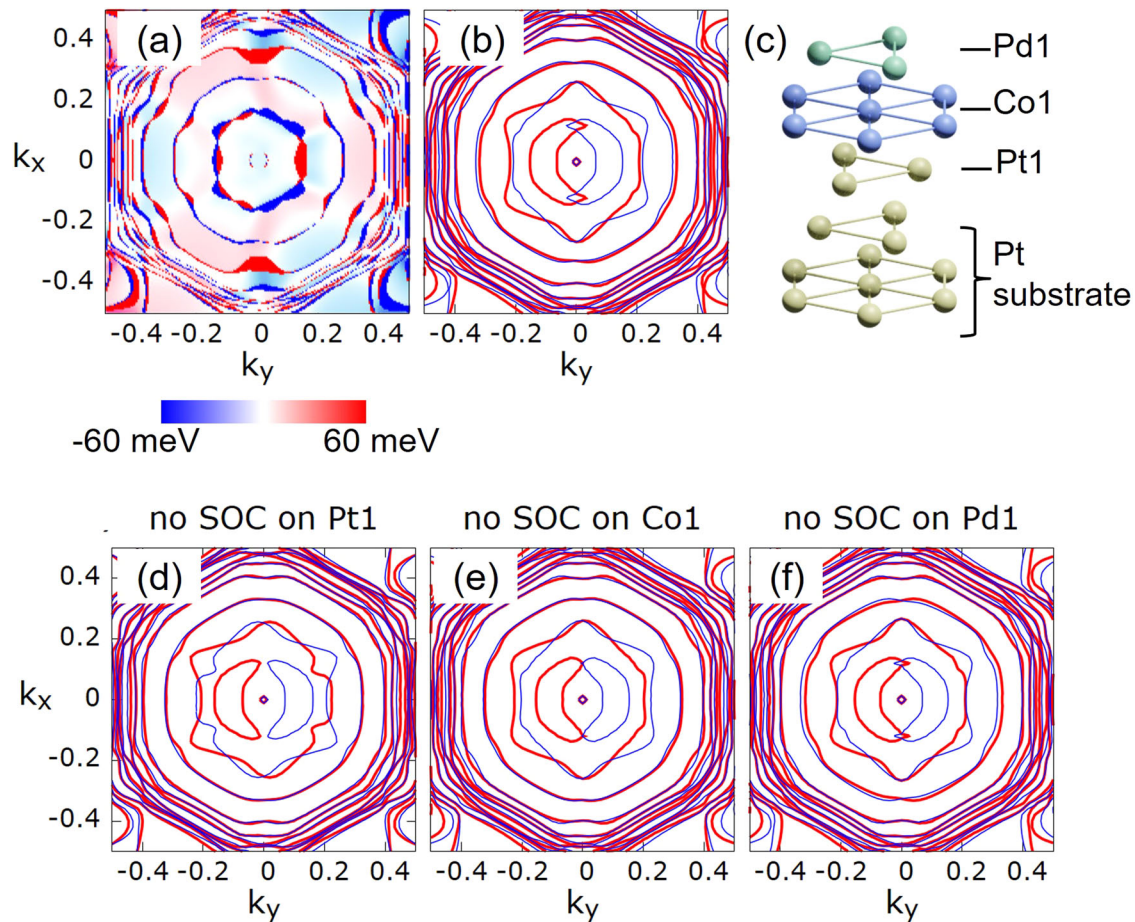 (a)
(b)
(c)
0.4
0.2
0
-0.2
-0.4
kx
-0.4 -0.2 0 0.2 0.4
ky
-0.4 -0.2 0 0.2 0.4
ky
Pd1
Co1
Pt1
Pt
substrate
-60 meV 60 meV
no SOC on Pt1
no SOC on Co1
no SOC on Pd1
(d)
(e)
(f)
0.4
0.2
0
-0.2
-0.4
kx
-0.4 -0.2 0 0.2 0.4
ky
-0.4 -0.2 0 0.2 0.4
ky
-0.4 -0.2 0 0.2 0.4
ky